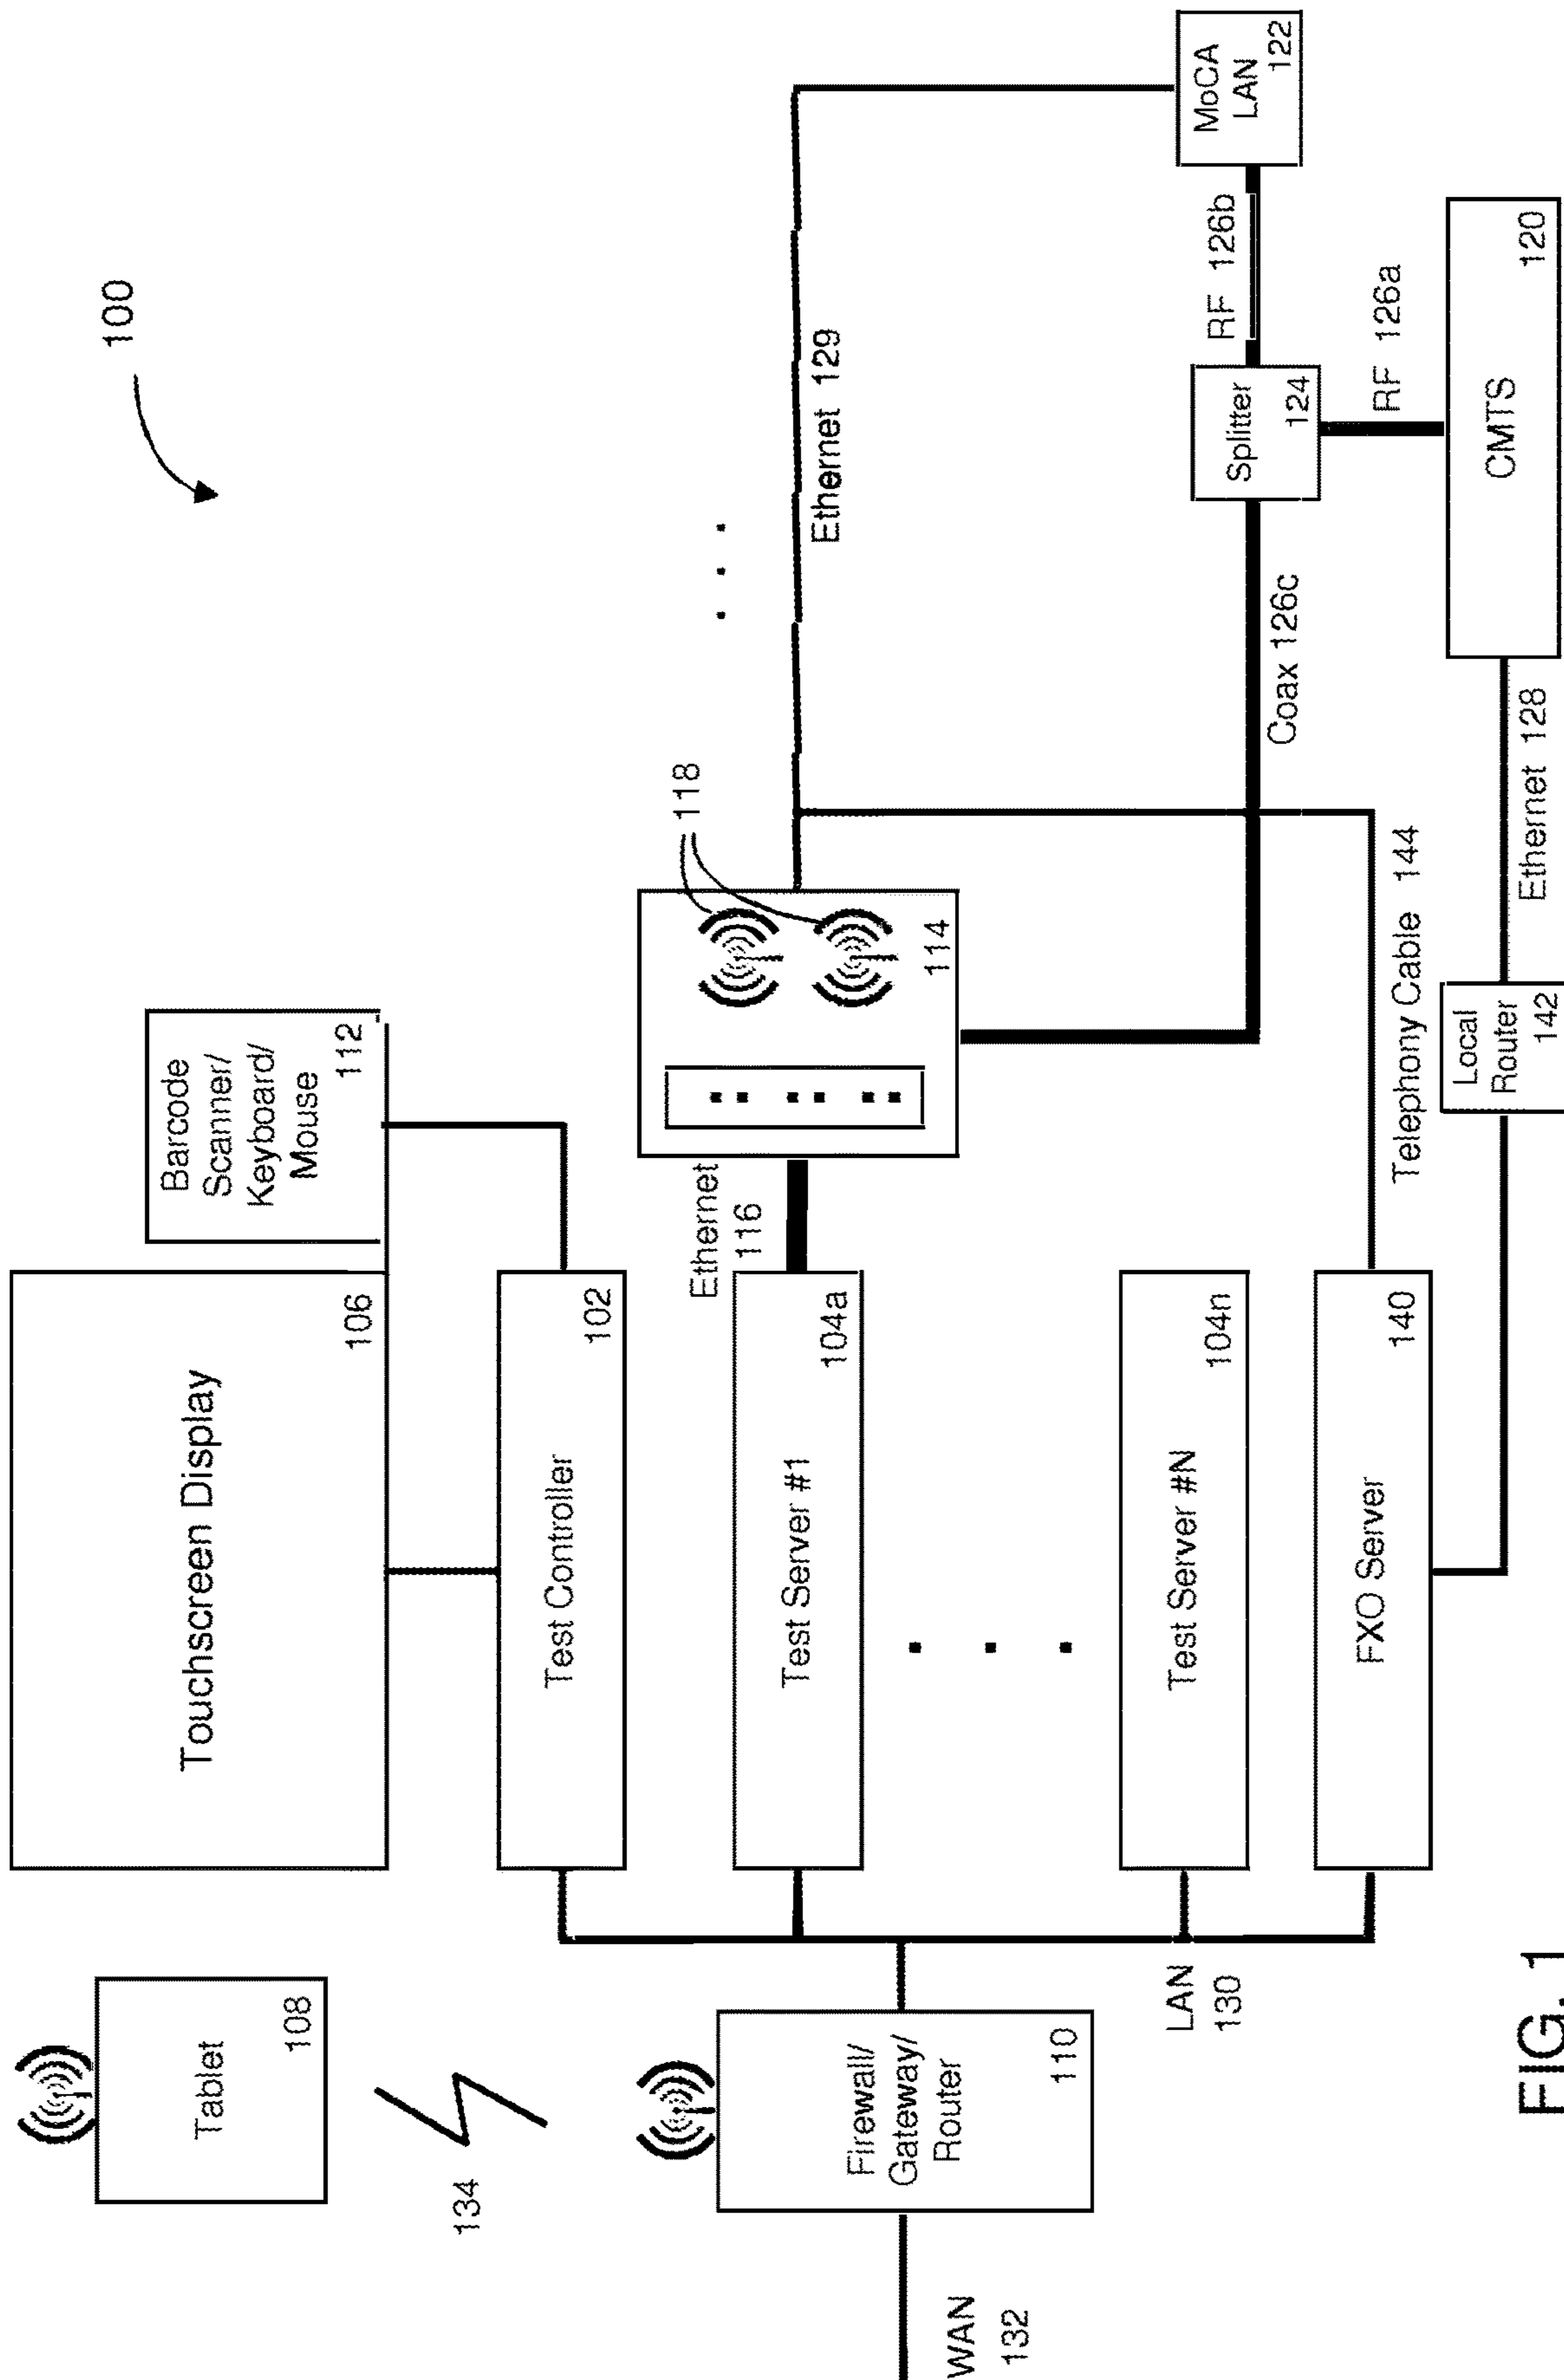 100
Tablet
108
134
Touchscreen Display
106
Barcode
Scanner/
Keyboard/
Mouse
112
Test Controller
102
Firewall/
Gateway/
Router
110
WAN
132
LAN
130
Test Server #1
104a
Ethernet
116
114
118
Ethernet 129
. . .
Test Server #N
104n
FXO Server
140
Telephony Cable 144
Coax 126c
Splitter
124
RF 126b
MoCA
LAN
122
RF 126a
CMTS
120
Ethernet 128
Local
Router
142
FIG. 1